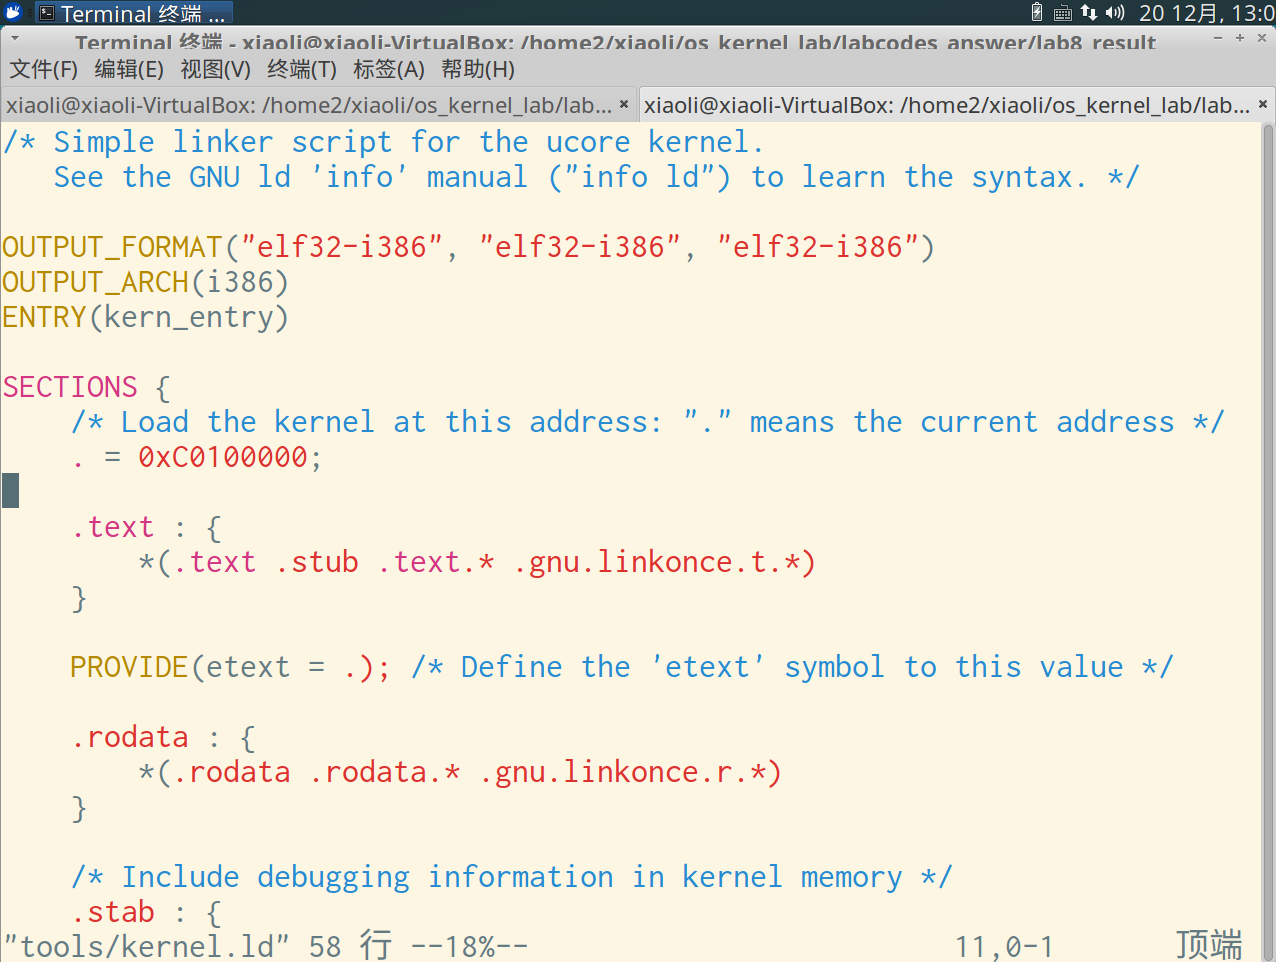 Terminal 终端 ...
20 12月, 13:0
Terminal 终端 - xiaoli@xiaoli-VirtualBox: /home2/xiaoli/os_kernel_lab/labcodes_answer/lab8_result
文件(F) 编辑(E) 视图(V) 终端(T) 标签(A) 帮助(H)
xiaoli@xiaoli-VirtualBox: /home2/xiaoli/os_kernel_lab/lab... × xiaoli@xiaoli-VirtualBox: /home2/xiaoli/os_kernel_lab/lab... ×
/* Simple linker script for the ucore kernel.
   See the GNU ld 'info' manual ("info ld") to learn the syntax. */
OUTPUT_FORMAT("elf32-i386", "elf32-i386", "elf32-i386")
OUTPUT_ARCH(i386)
ENTRY(kern_entry)
SECTIONS {
    /* Load the kernel at this address: "." means the current address */
    . = 0xC0100000;
    .text : {
        *(.text .stub .text.* .gnu.linkonce.t.*)
    }
    PROVIDE(etext = .); /* Define the 'etext' symbol to this value */
    .rodata : {
        *(.rodata .rodata.* .gnu.linkonce.r.*)
    }
    /* Include debugging information in kernel memory */
    .stab : {
"tools/kernel.ld" 58 行 --18%-- 11,0-1 顶端